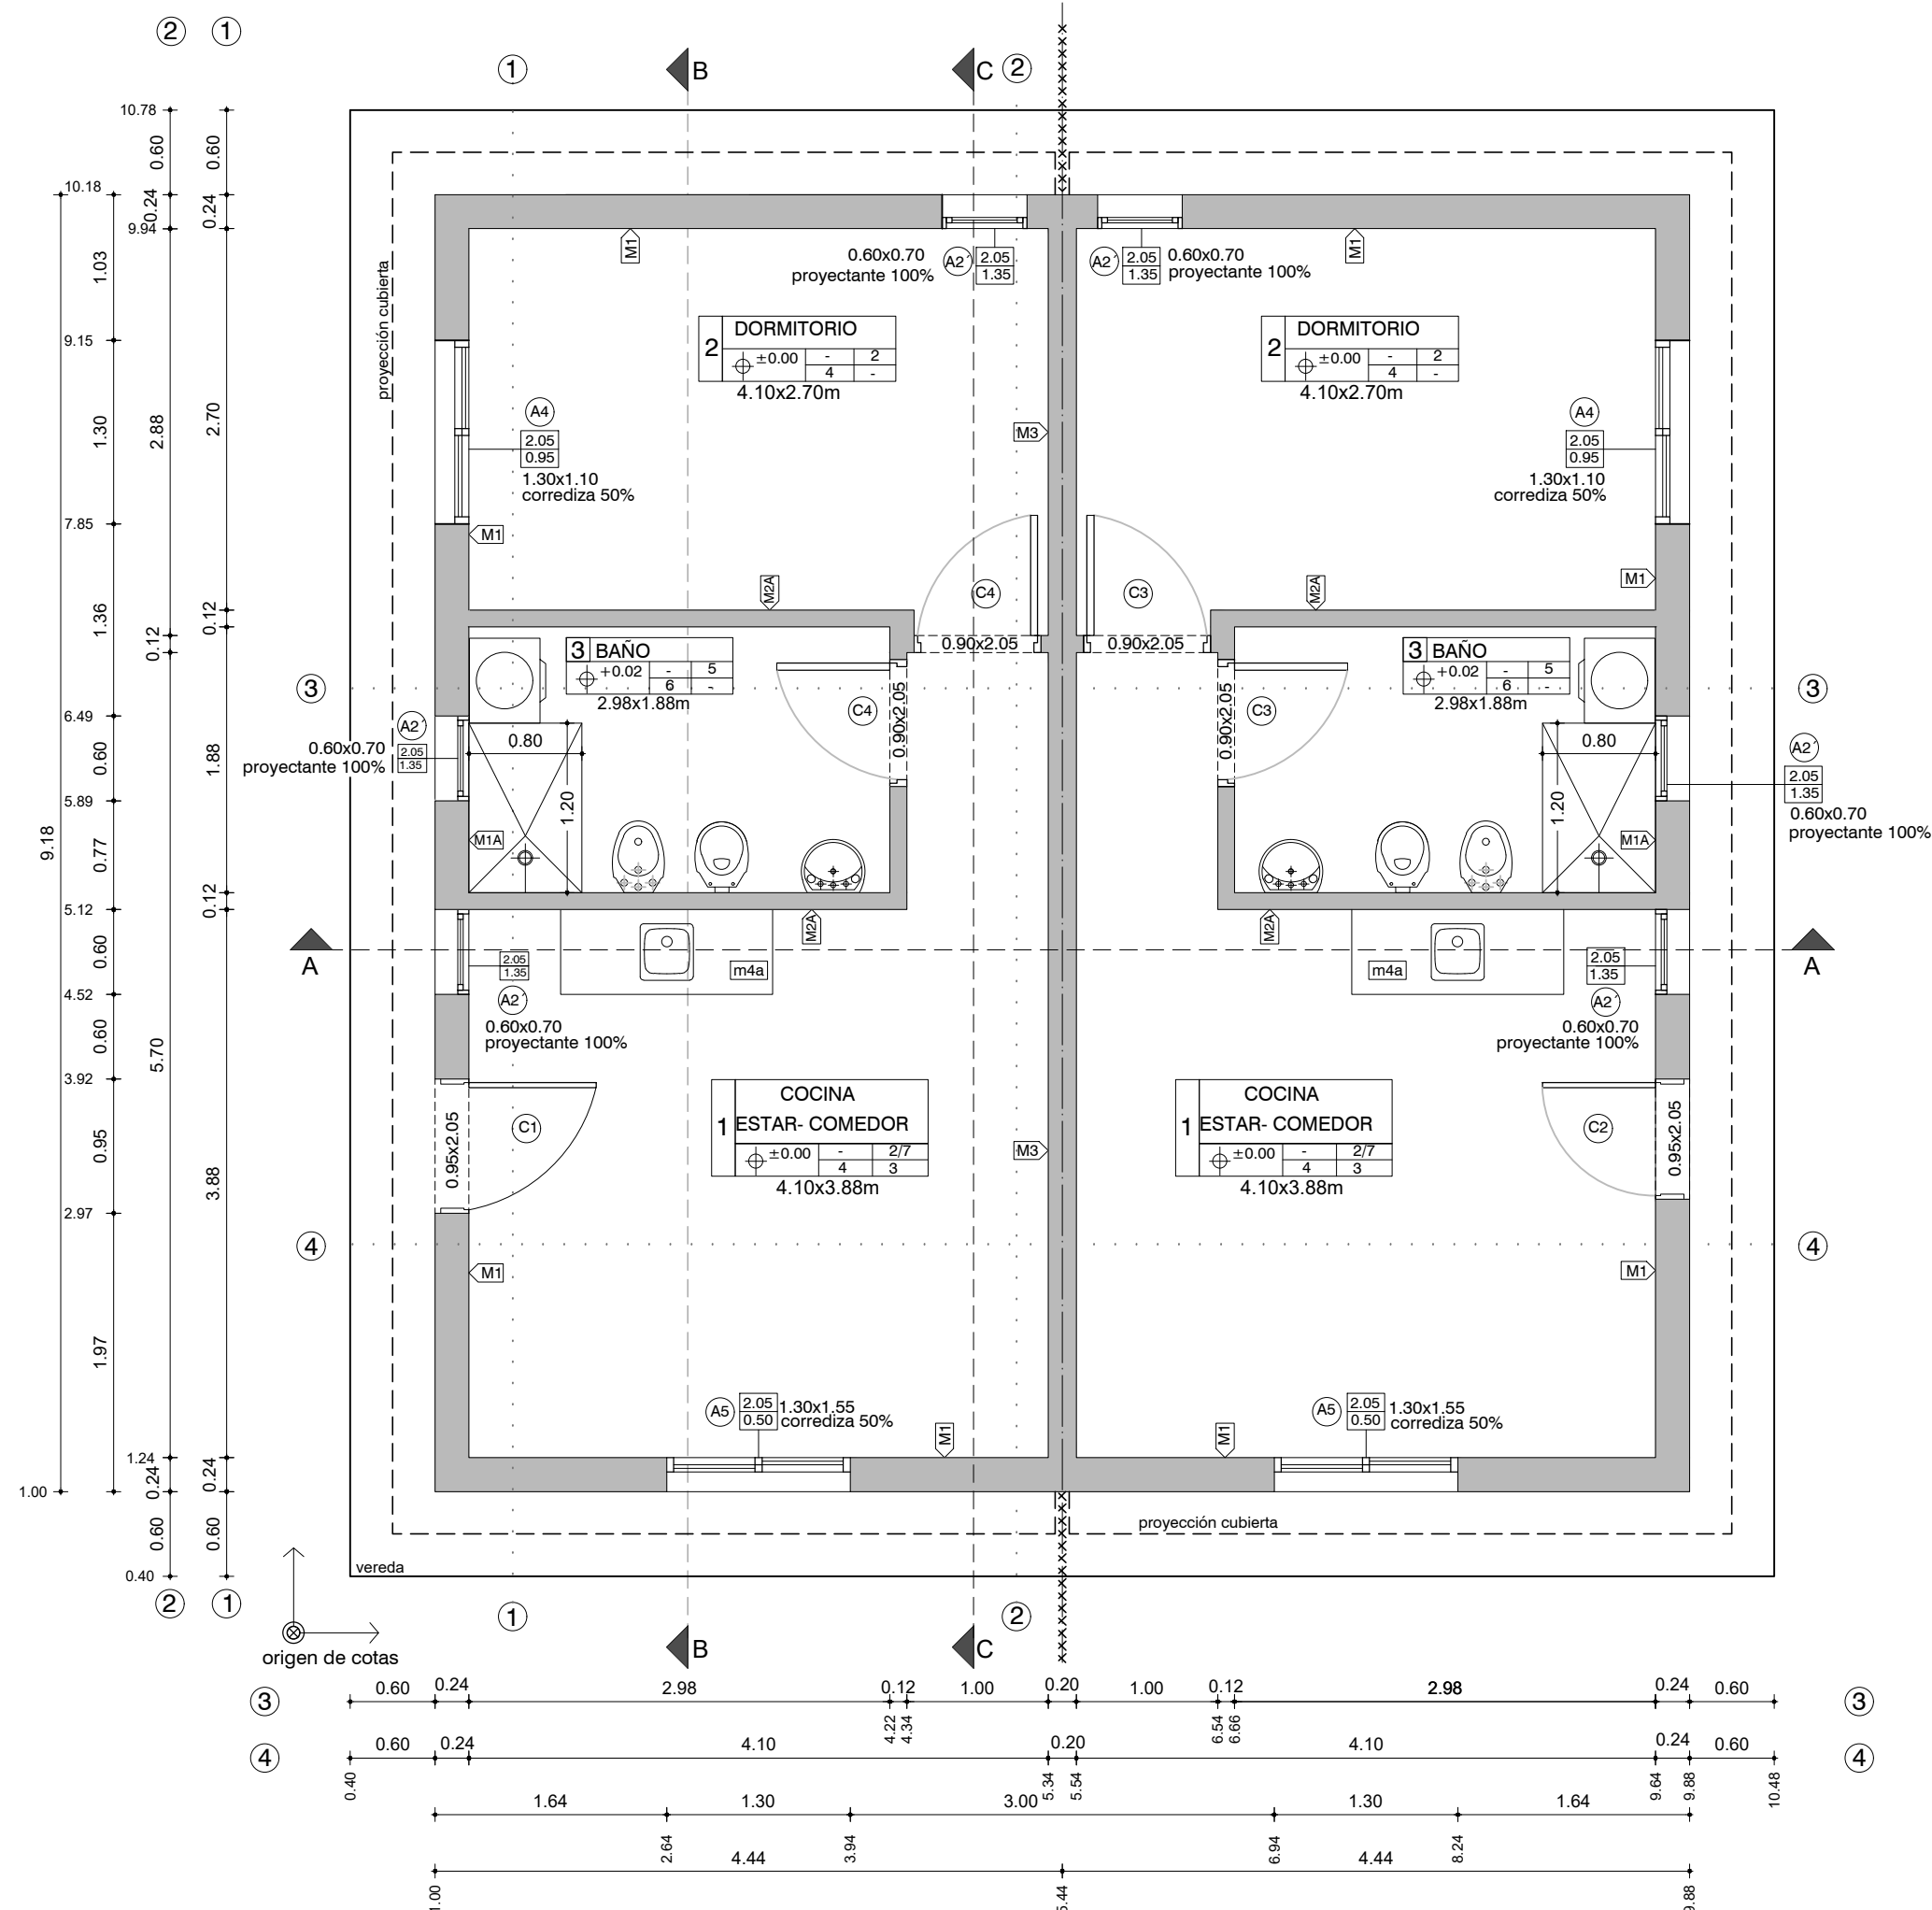 2
1
1
B
C
2
10.78
10.18
9.94
9.15
7.85
6.49
5.89
5.12
4.52
3.92
2.97
1.24
1.00
0.40
9.18
1.03
1.30
1.36
0.60
0.77
0.60
0.60
0.95
1.97
0.60
0.24
2.88
0.12
5.70
0.24
0.60
0.60
0.24
2.70
0.12
1.88
0.12
3.88
0.24
0.60
2
1
proyección cubierta
M1
0.60x0.70
proyectante 100%
A2´
2.05
1.35
A2´
2.05
1.35
0.60x0.70
proyectante 100%
M1
2
DORMITORIO
±0.00
-
2
4
-
4.10x2.70m
2
DORMITORIO
±0.00
-
2
4
-
4.10x2.70m
A4
2.05
0.95
1.30x1.10
corrediza 50%
M3
A4
2.05
0.95
1.30x1.10
corrediza 50%
M1
M2A
C4
C3
M2A
M1
0.90x2.05
0.90x2.05
3
3 BAÑO
+0.02
-
5
6
-
2.98x1.88m
3 BAÑO
+0.02
-
5
6
-
2.98x1.88m
3
A2´
0.60x0.70
proyectante 100%
2.05
1.35
0.80
1.20
C4
0.90x2.05
0.90x2.05
C3
0.80
1.20
A2´
2.05
1.35
0.60x0.70
proyectante 100%
M1A
M1A
A
M2A
m4a
2.05
1.35
A2´
0.60x0.70
proyectante 100%
M2A
m4a
2.05
1.35
A2´
0.60x0.70
proyectante 100%
A
0.95x2.05
C1
1
COCINA
ESTAR- COMEDOR
±0.00
-
2/7
4
3
4.10x3.88m
M3
1
COCINA
ESTAR- COMEDOR
±0.00
-
2/7
4
3
4.10x3.88m
C2
0.95x2.05
4
4
M1
M1
A5
2.05
0.50
1.30x1.55
corrediza 50%
M1
M1
A5
2.05
0.50
1.30x1.55
corrediza 50%
proyección cubierta
vereda
origen de cotas
1
B
C
2
3
0.60
0.24
2.98
0.12
1.00
0.20
1.00
0.12
2.98
0.24
0.60
3
4.22
4.34
6.54
6.66
4
0.60
0.24
4.10
0.20
4.10
0.24
0.60
4
0.40
5.34
5.54
9.64
9.88
10.48
1.64
1.30
3.00
1.30
1.64
2.64
3.94
6.94
8.24
4.44
4.44
1.00
5.44
9.88